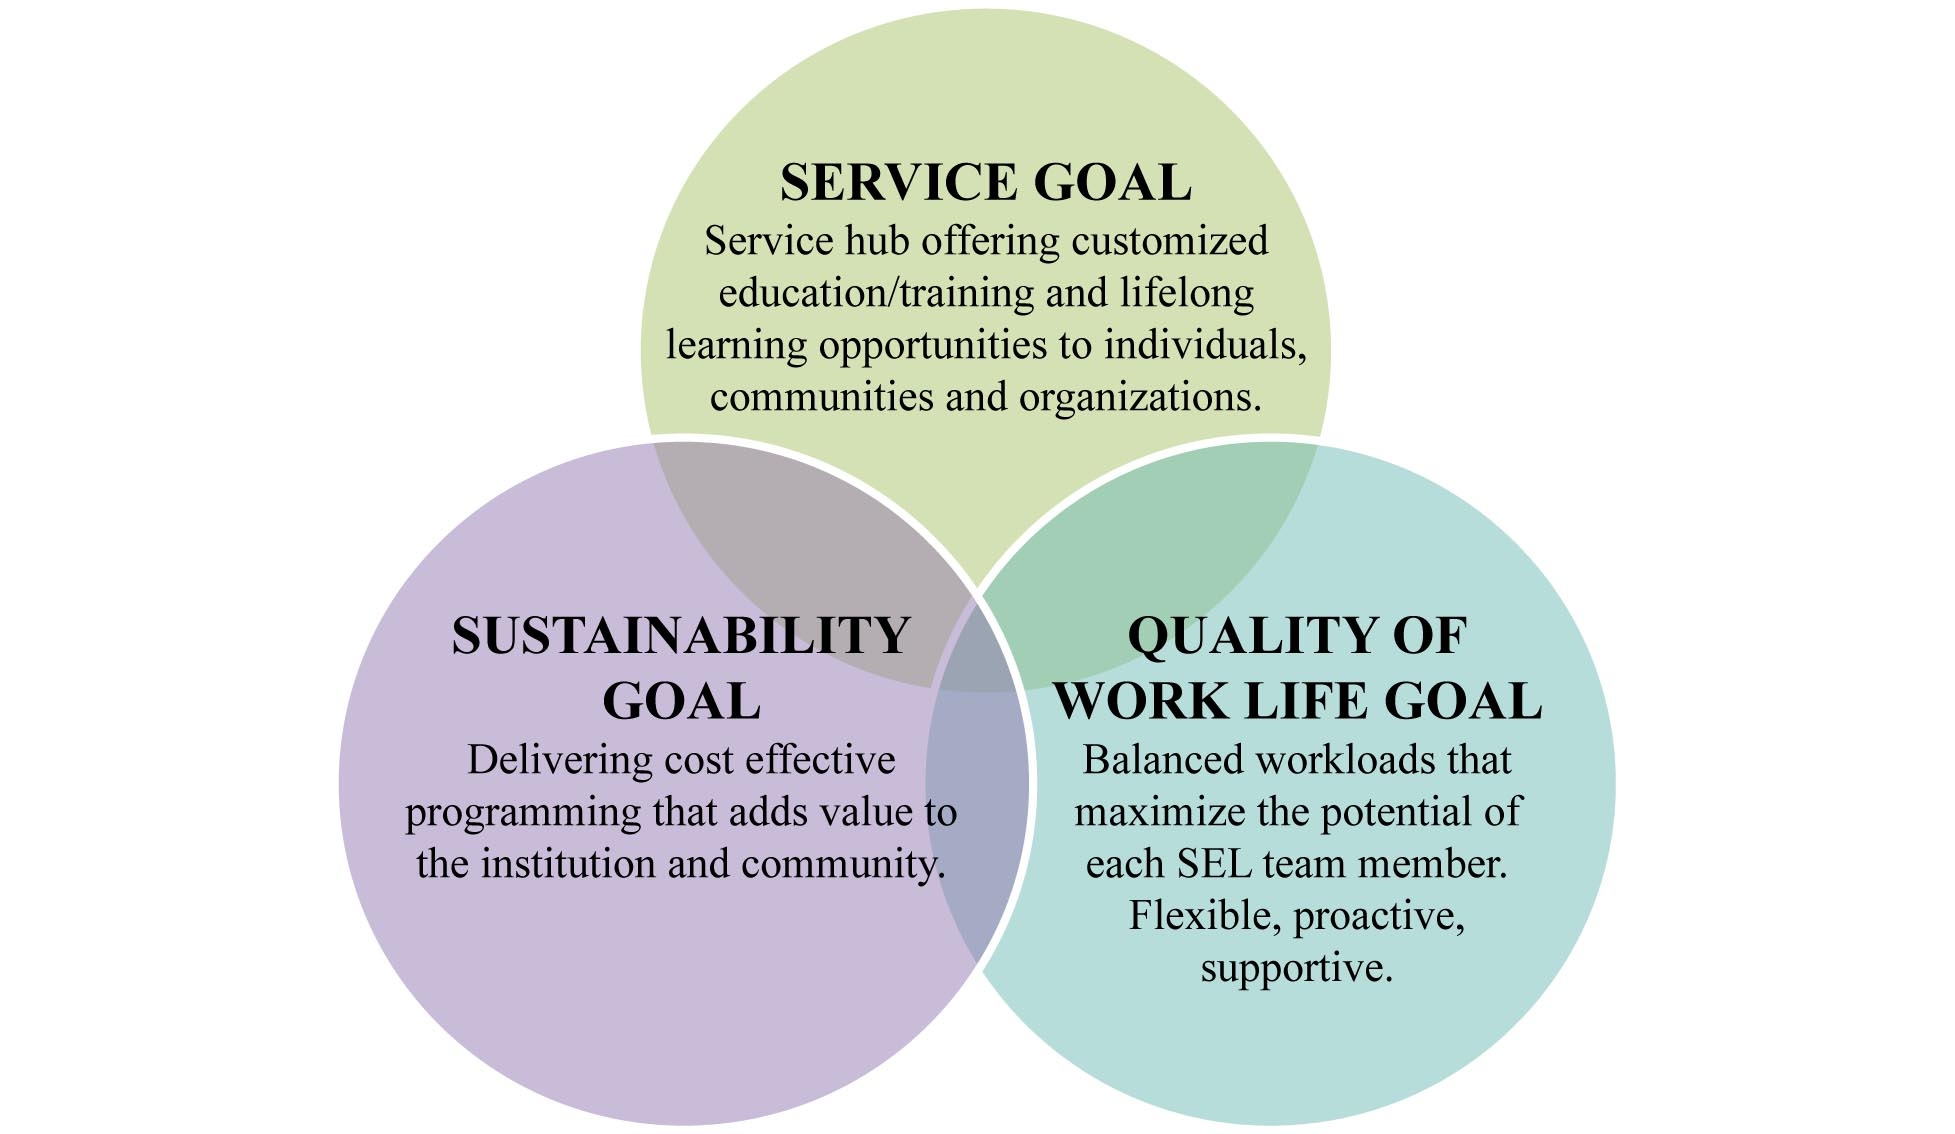 SERVICE GOAL
Service hub offering customized
education/training and lifelong
learning opportunities to individuals,
communities and organizations.
SUSTAINABILITY
GOAL
Delivering cost effective
programming that adds value to
the institution and community.
QUALITY OF
WORK LIFE GOAL
Balanced workloads that
maximize the potential of
each SEL team member.
Flexible, proactive,
supportive.